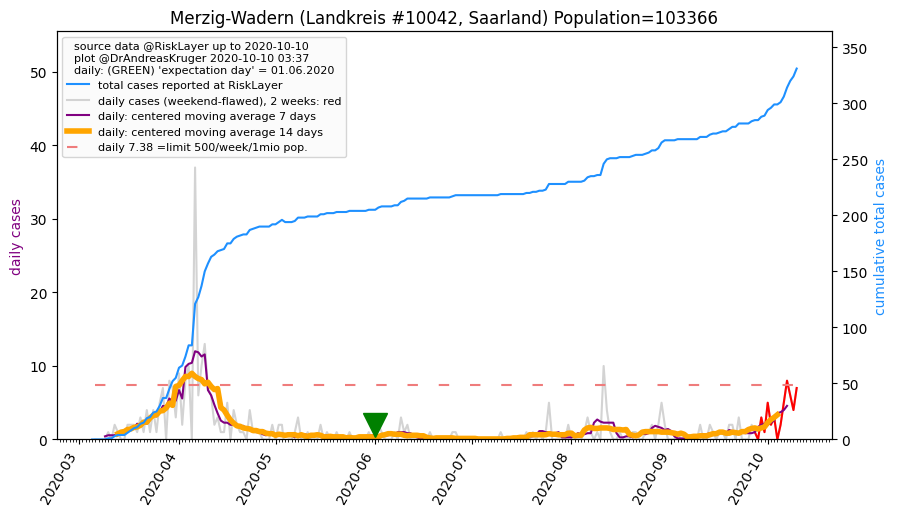 Merzig-Wadern (Landkreis #10042, Saarland) Population=103366
source data @RiskLayer up to 2020-10-10
plot @DrAndreasKruger 2020-10-10 03:37
daily: (GREEN) 'expectation day' = 01.06.2020
total cases reported at RiskLayer
daily cases (weekend-flawed), 2 weeks: red
daily: centered moving average 7 days
daily: centered moving average 14 days
daily 7.38 =limit 500/week/1mio pop.
daily cases
50
40
30
20
10
0
cumulative total cases
350
300
250
200
150
100
50
0
2020-03
2020-04
2020-05
2020-06
2020-07
2020-08
2020-09
2020-10